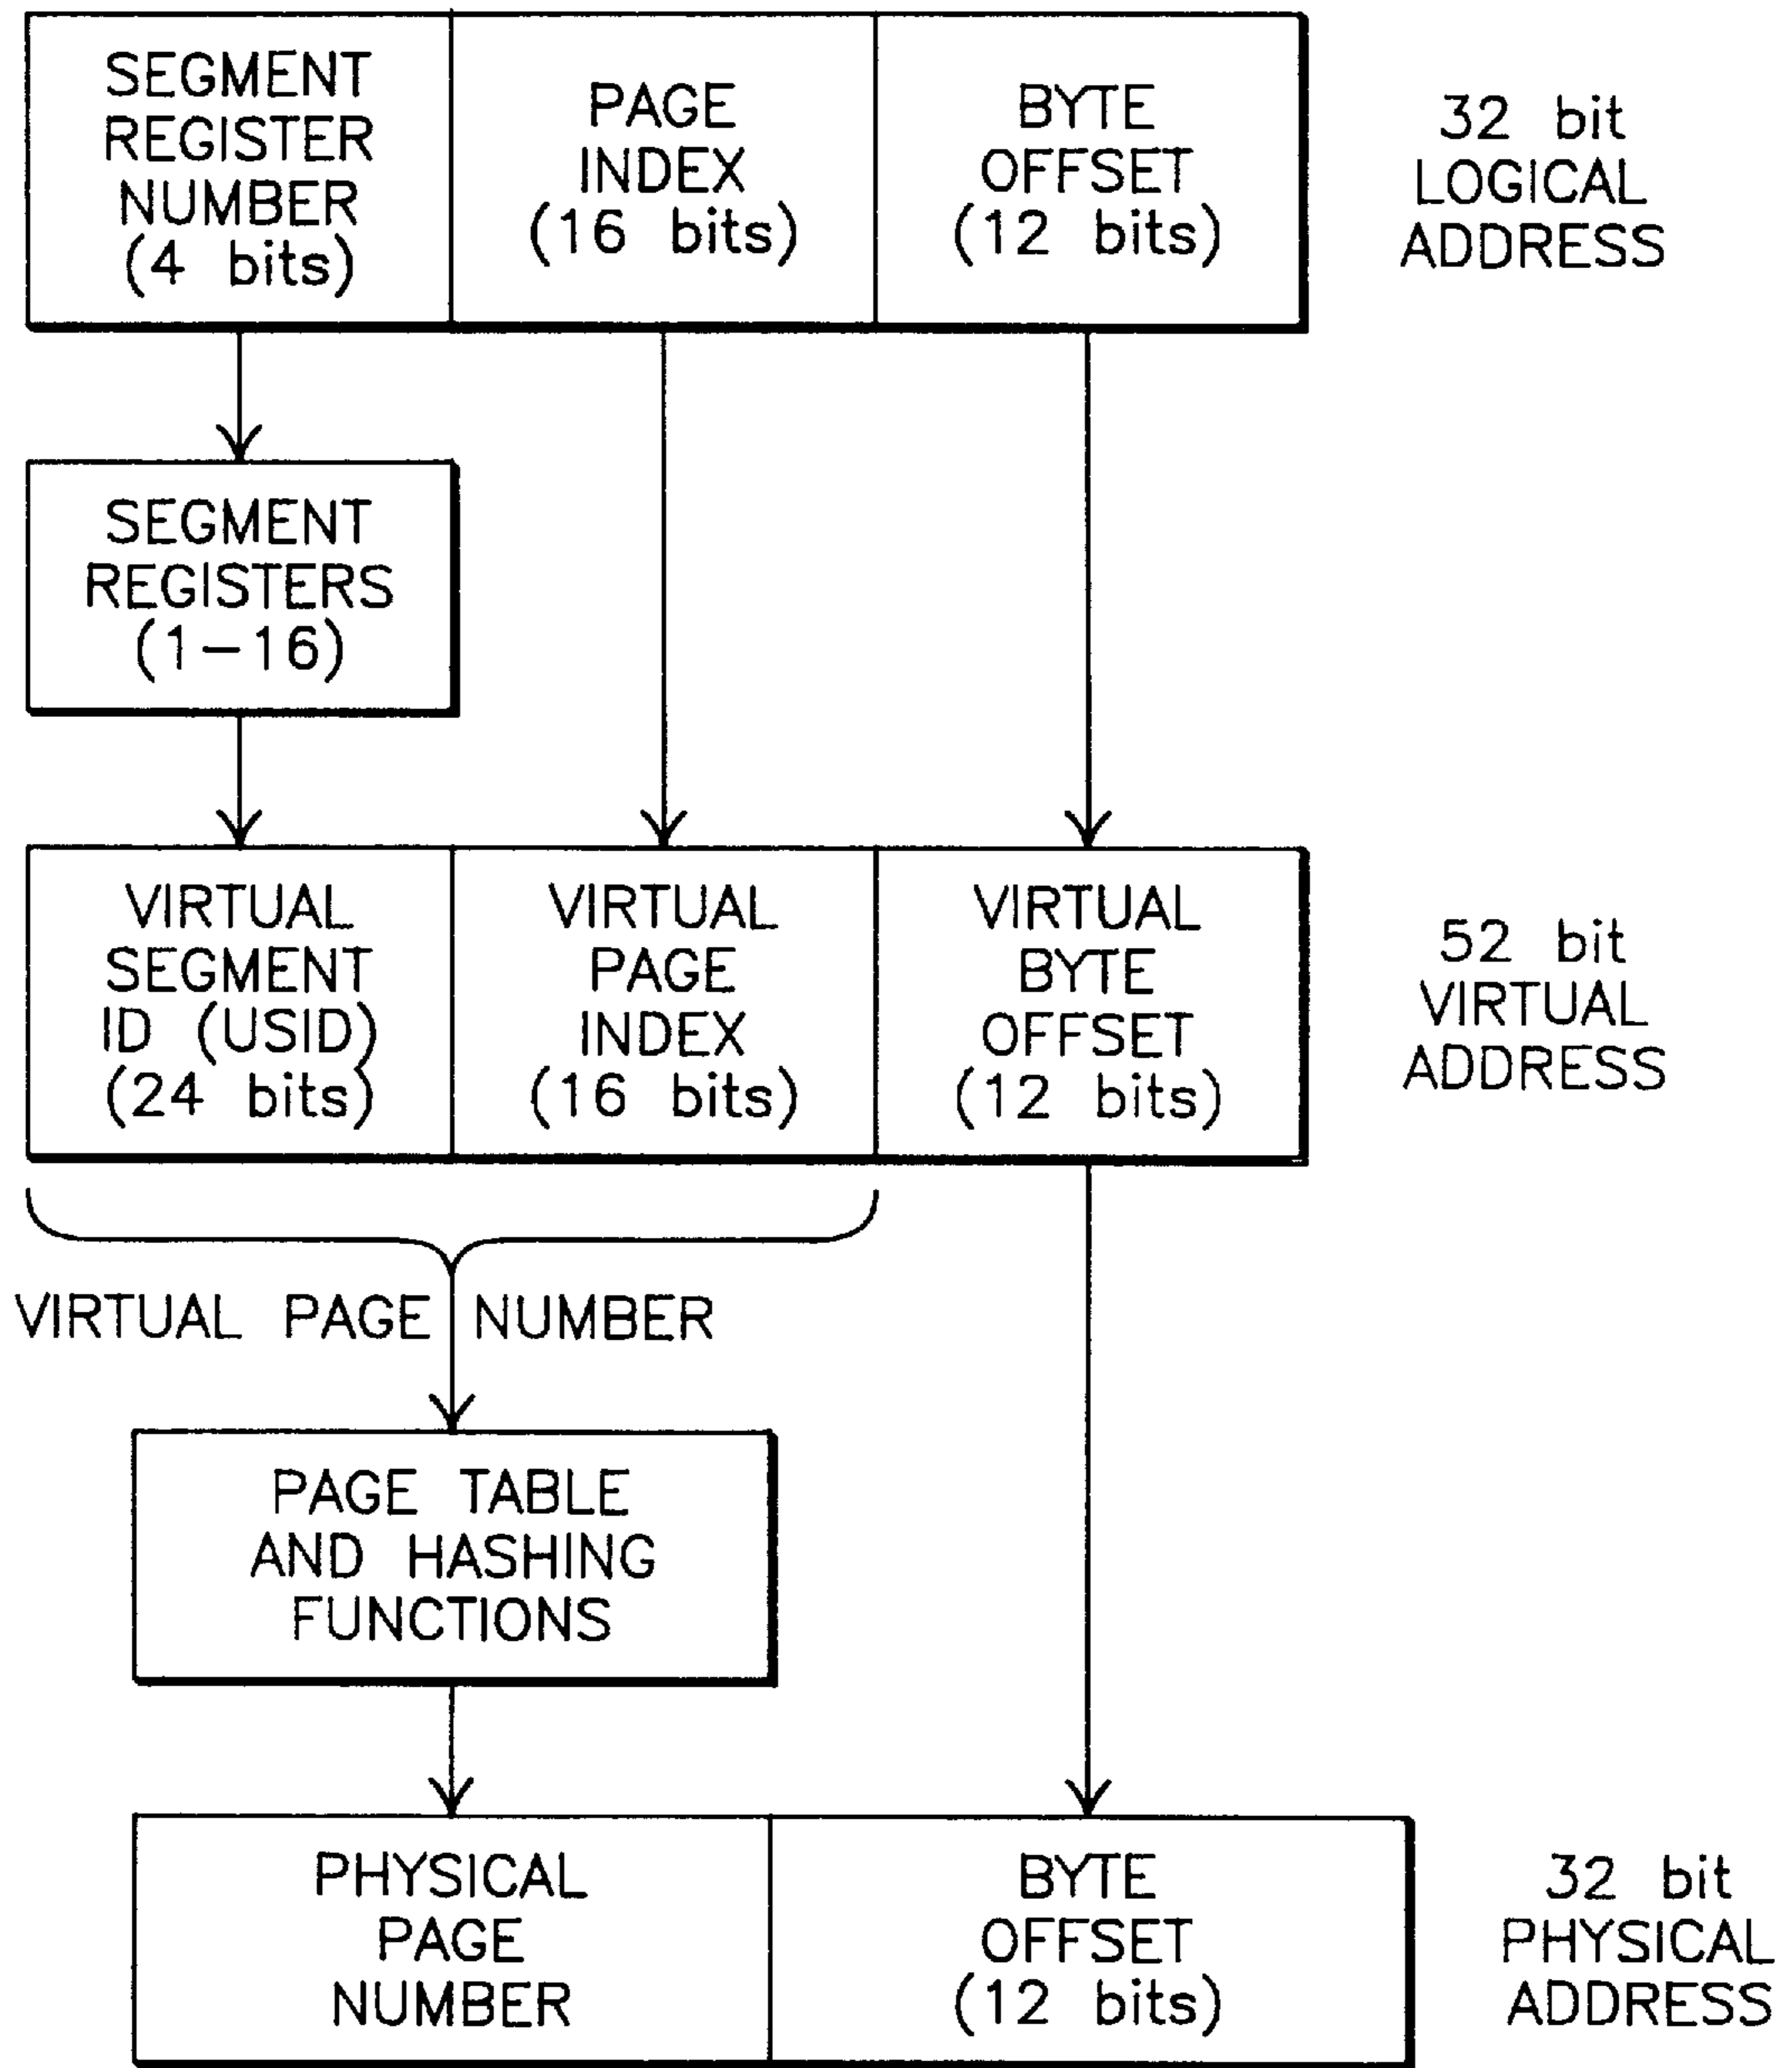 SEGMENT
REGISTER
NUMBER
(4 bits)
PAGE
INDEX
(16 bits)
BYTE
OFFSET
(12 bits)
32 bit
LOGICAL
ADDRESS
SEGMENT
REGISTERS
(1-16)
VIRTUAL
SEGMENT
ID (USID)
(24 bits)
VIRTUAL
PAGE
INDEX
(16 bits)
VIRTUAL
BYTE
OFFSET
(12 bits)
52 bit
VIRTUAL
ADDRESS
VIRTUAL PAGE NUMBER
PAGE TABLE
AND HASHING
FUNCTIONS
PHYSICAL
PAGE
NUMBER
BYTE
OFFSET
(12 bits)
32 bit
PHYSICAL
ADDRESS